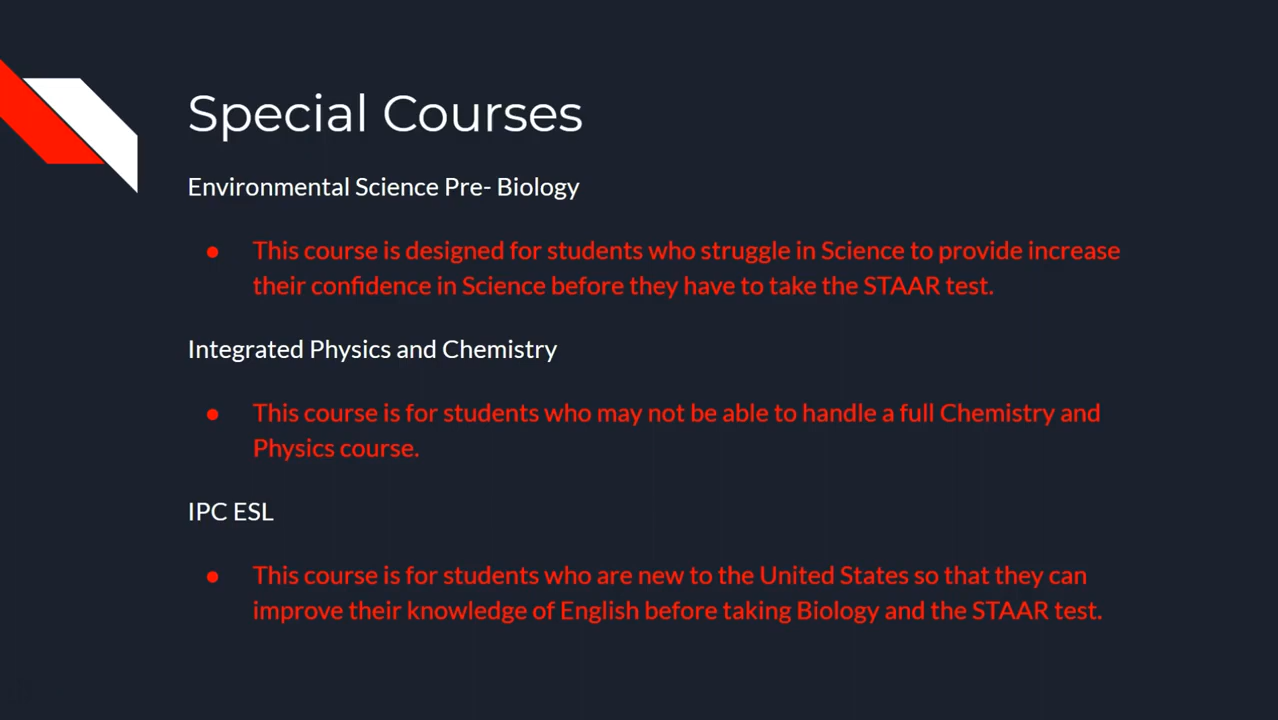 Special Courses
Environmental Science Pre- Biology
● This course is designed for students who struggle in Science to provide increase
their confidence in Science before they have to take the STAAR test.
Integrated Physics and Chemistry
● This course is for students who may not be able to handle a full Chemistry and
Physics course.
IPC ESL
● This course is for students who are new to the United States so that they can
improve their knowledge of English before taking Biology and the STAAR test.